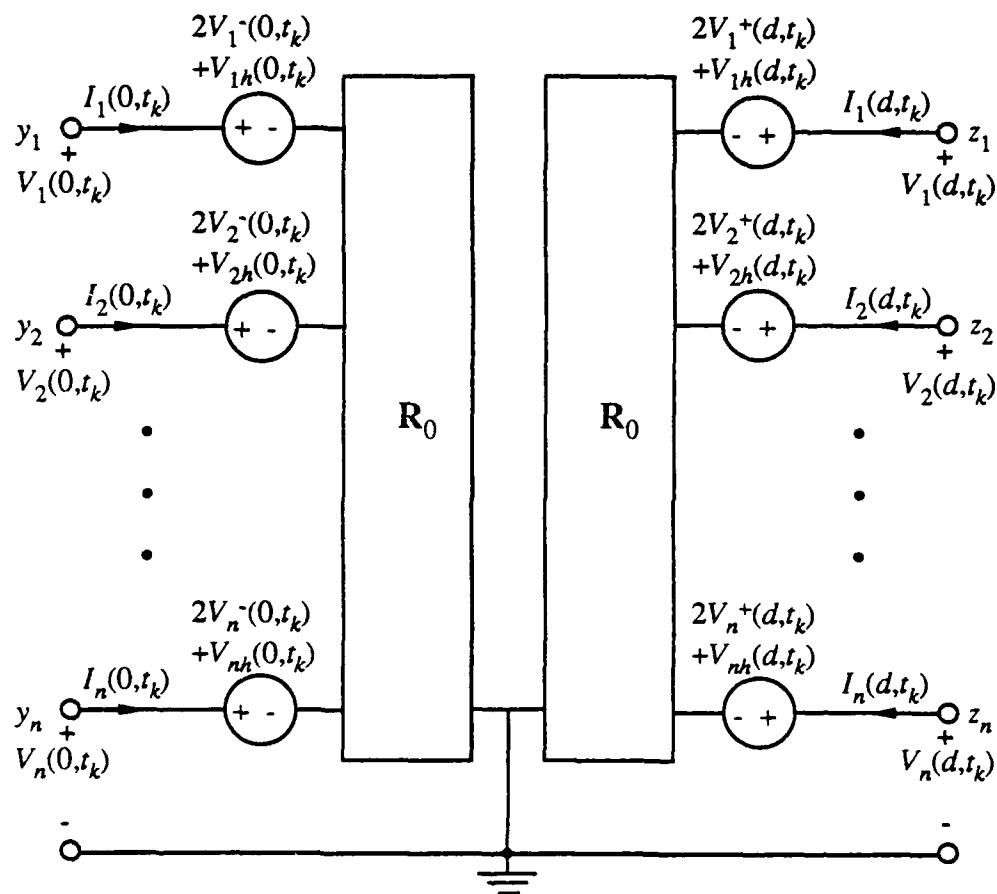 2V₁⁻(0,tₖ) 2V₁⁺(d,tₖ)
I₁(0,tₖ) +V₁ₕ(0,tₖ) +V₁ₕ(d,tₖ) I₁(d,tₖ)
y₁ + - - + z₁
+ +
V₁(0,tₖ) V₁(d,tₖ)
2V₂⁻(0,tₖ) 2V₂⁺(d,tₖ)
I₂(0,tₖ) +V₂ₕ(0,tₖ) +V₂ₕ(d,tₖ) I₂(d,tₖ)
y₂ + - - + z₂
+ +
V₂(0,tₖ) V₂(d,tₖ)
R₀ R₀
2Vₙ⁻(0,tₖ) 2Vₙ⁺(d,tₖ)
Iₙ(0,tₖ) +Vₙₕ(0,tₖ) +Vₙₕ(d,tₖ) Iₙ(d,tₖ)
yₙ + - - + zₙ
+ +
Vₙ(0,tₖ) Vₙ(d,tₖ)
- -